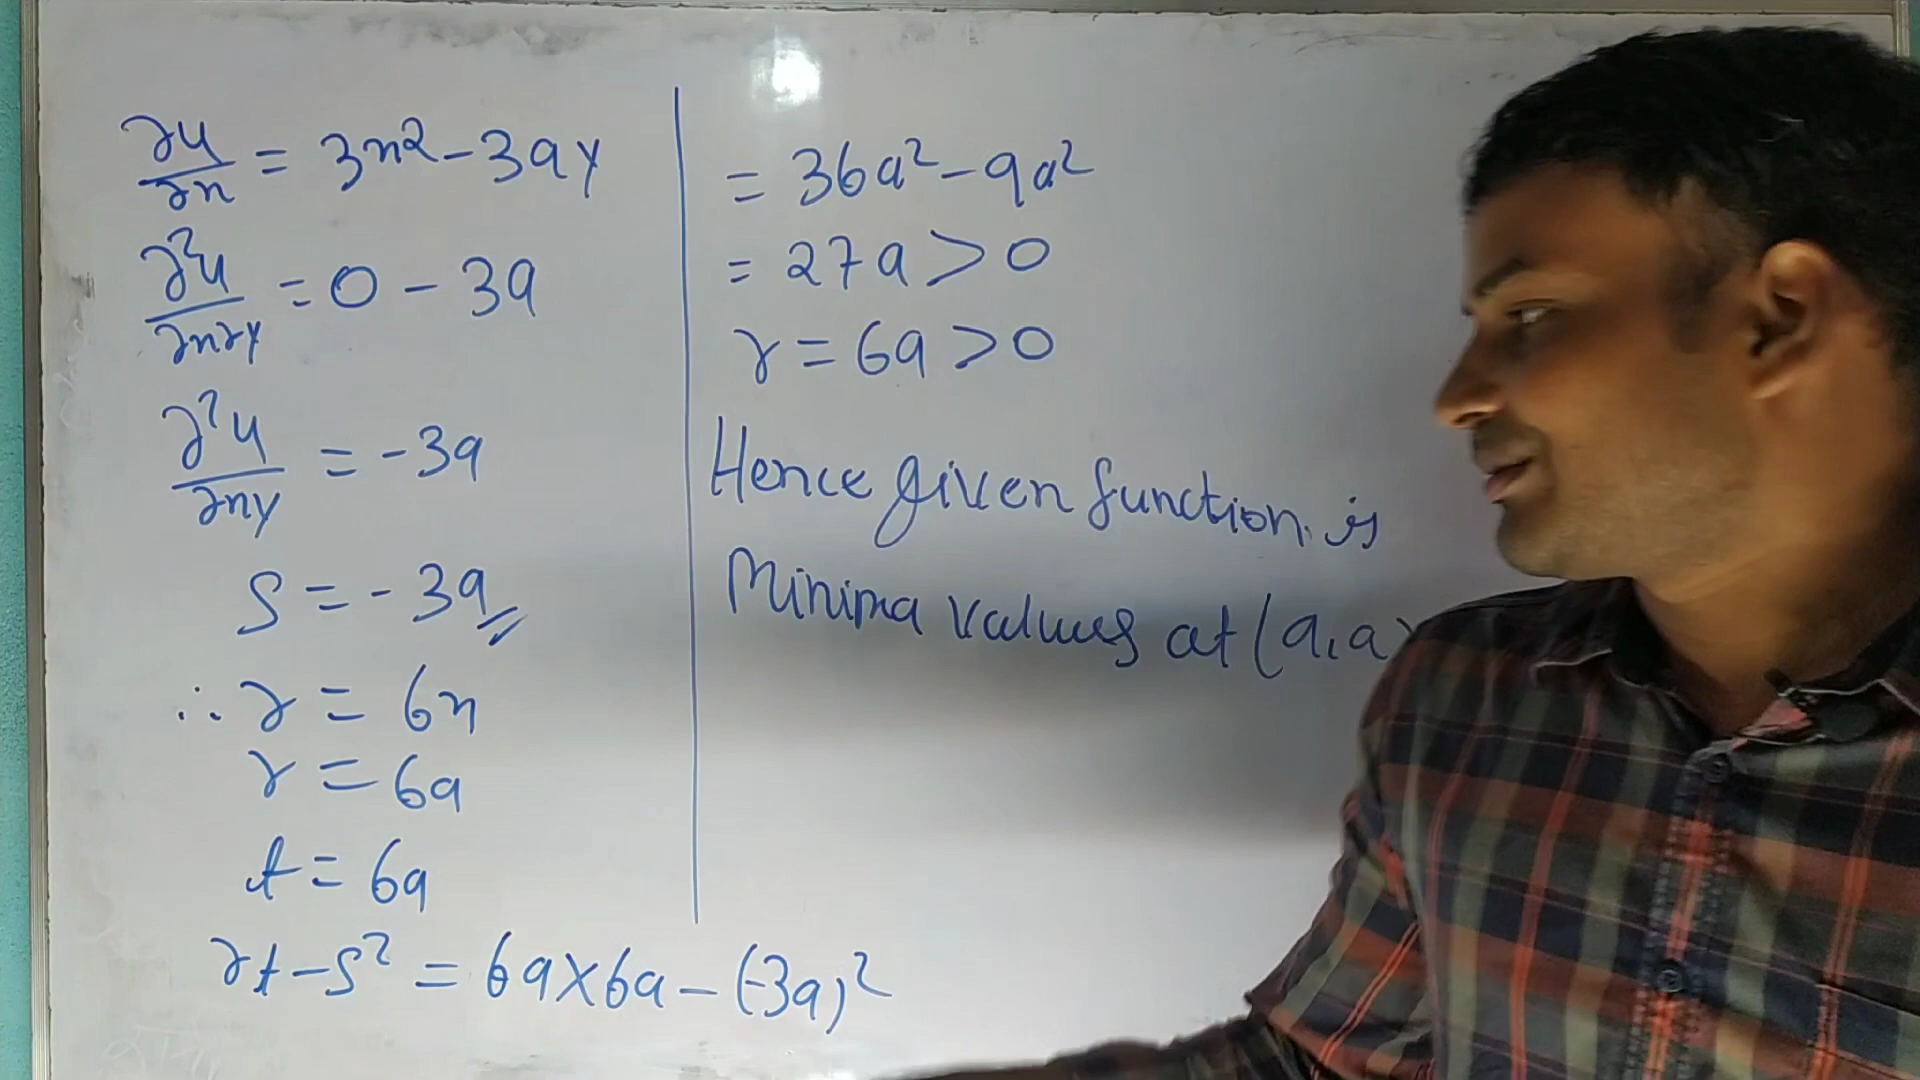 ∂u/∂x = 3x² - 3ay
∂²u/∂x∂y = 0 - 3a
∂²u/∂xy = -3a
S = -3a
∴ r = 6x
r = 6a
t = 6a
rt - S² = 6a×6a - (-3a)²
= 36a² - 9a²
= 27a > 0
r = 6a > 0
Hence given function is
Minima values at (a,a